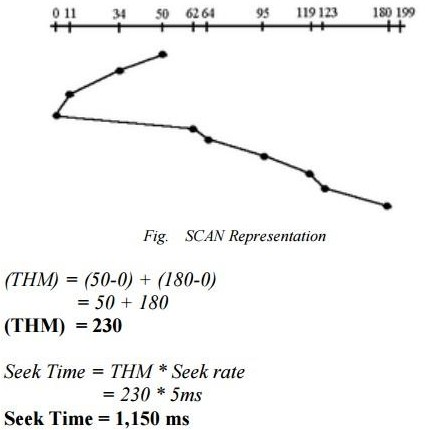 0 11 34 50 62 64 95 119 123 180 199
Fig. SCAN Representation
(THM) = (50-0) + (180-0)
= 50 + 180
(THM) = 230
Seek Time = THM * Seek rate
= 230 * 5ms
Seek Time = 1,150 ms